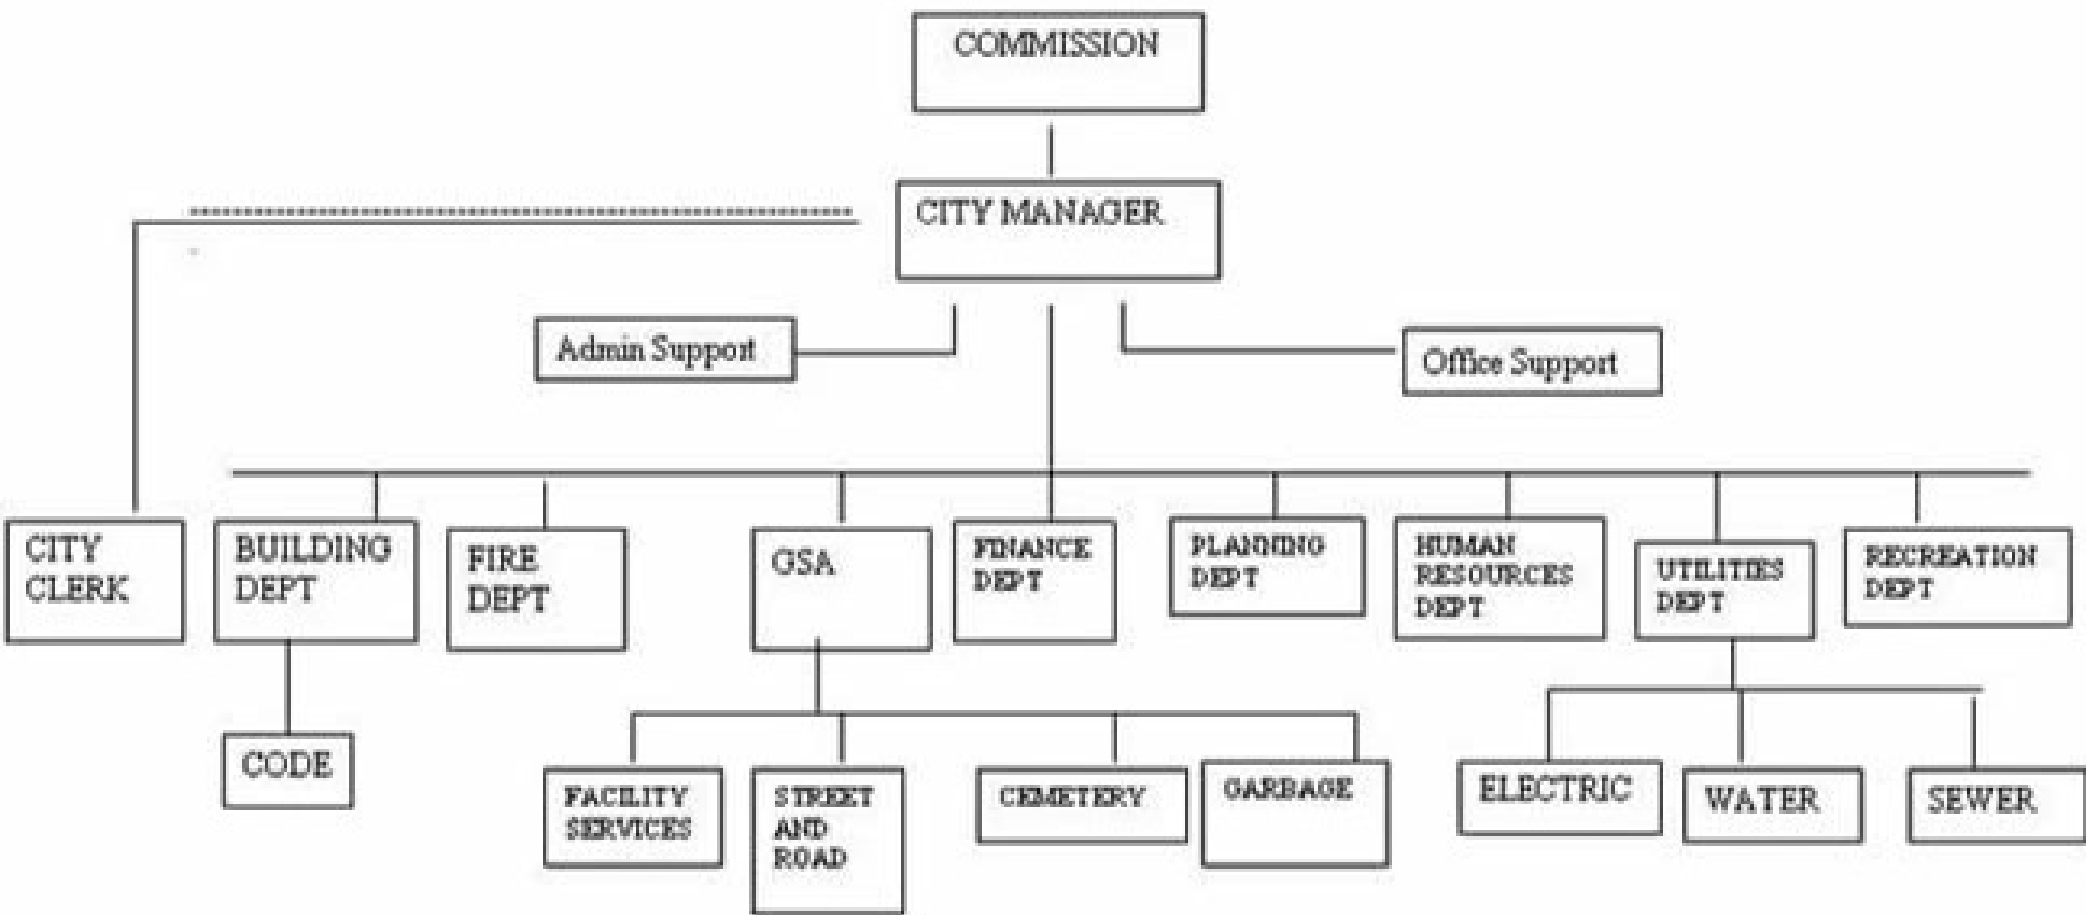 COMMISSION
CITY MANAGER
Admin Support
Office Support
CITY
CLERK
BUILDING
DEPT
FIRE
DEPT
GSA
FINANCE
DEPT
PLANNING
DEPT
HUMAN
RESOURCES
DEPT
UTILITIES
DEPT
RECREATION
DEPT
CODE
FACILITY
SERVICES
STREET
AND
ROAD
CEMETERY
GARBAGE
ELECTRIC
WATER
SEWER